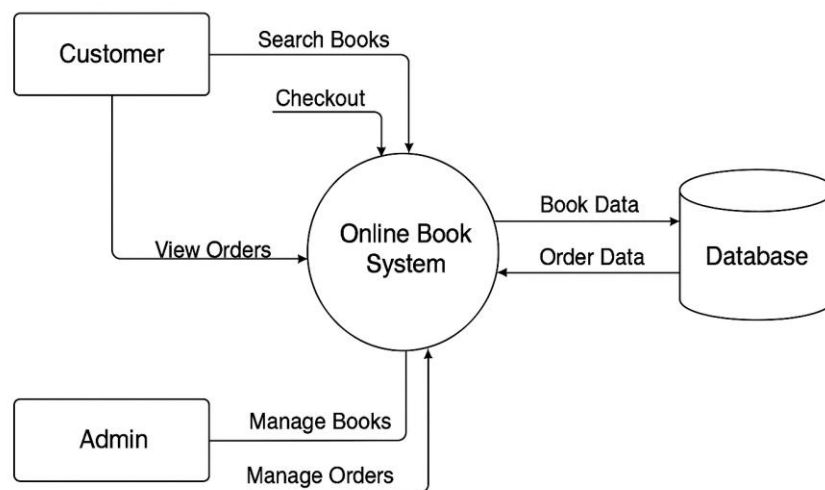 Customer
Search Books
Checkout
Online Book
System
Book Data
Order Data
Database
View Orders
Admin
Manage Books
Manage Orders